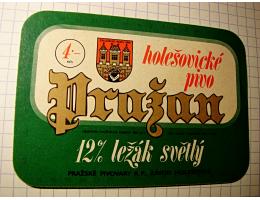 4.-
Kčs
holešovické
pivo
Pražan
12% ležák světlý
PRAŽSKÉ PIVOVARY K.P., ZÁVOD HOLEŠOVICE